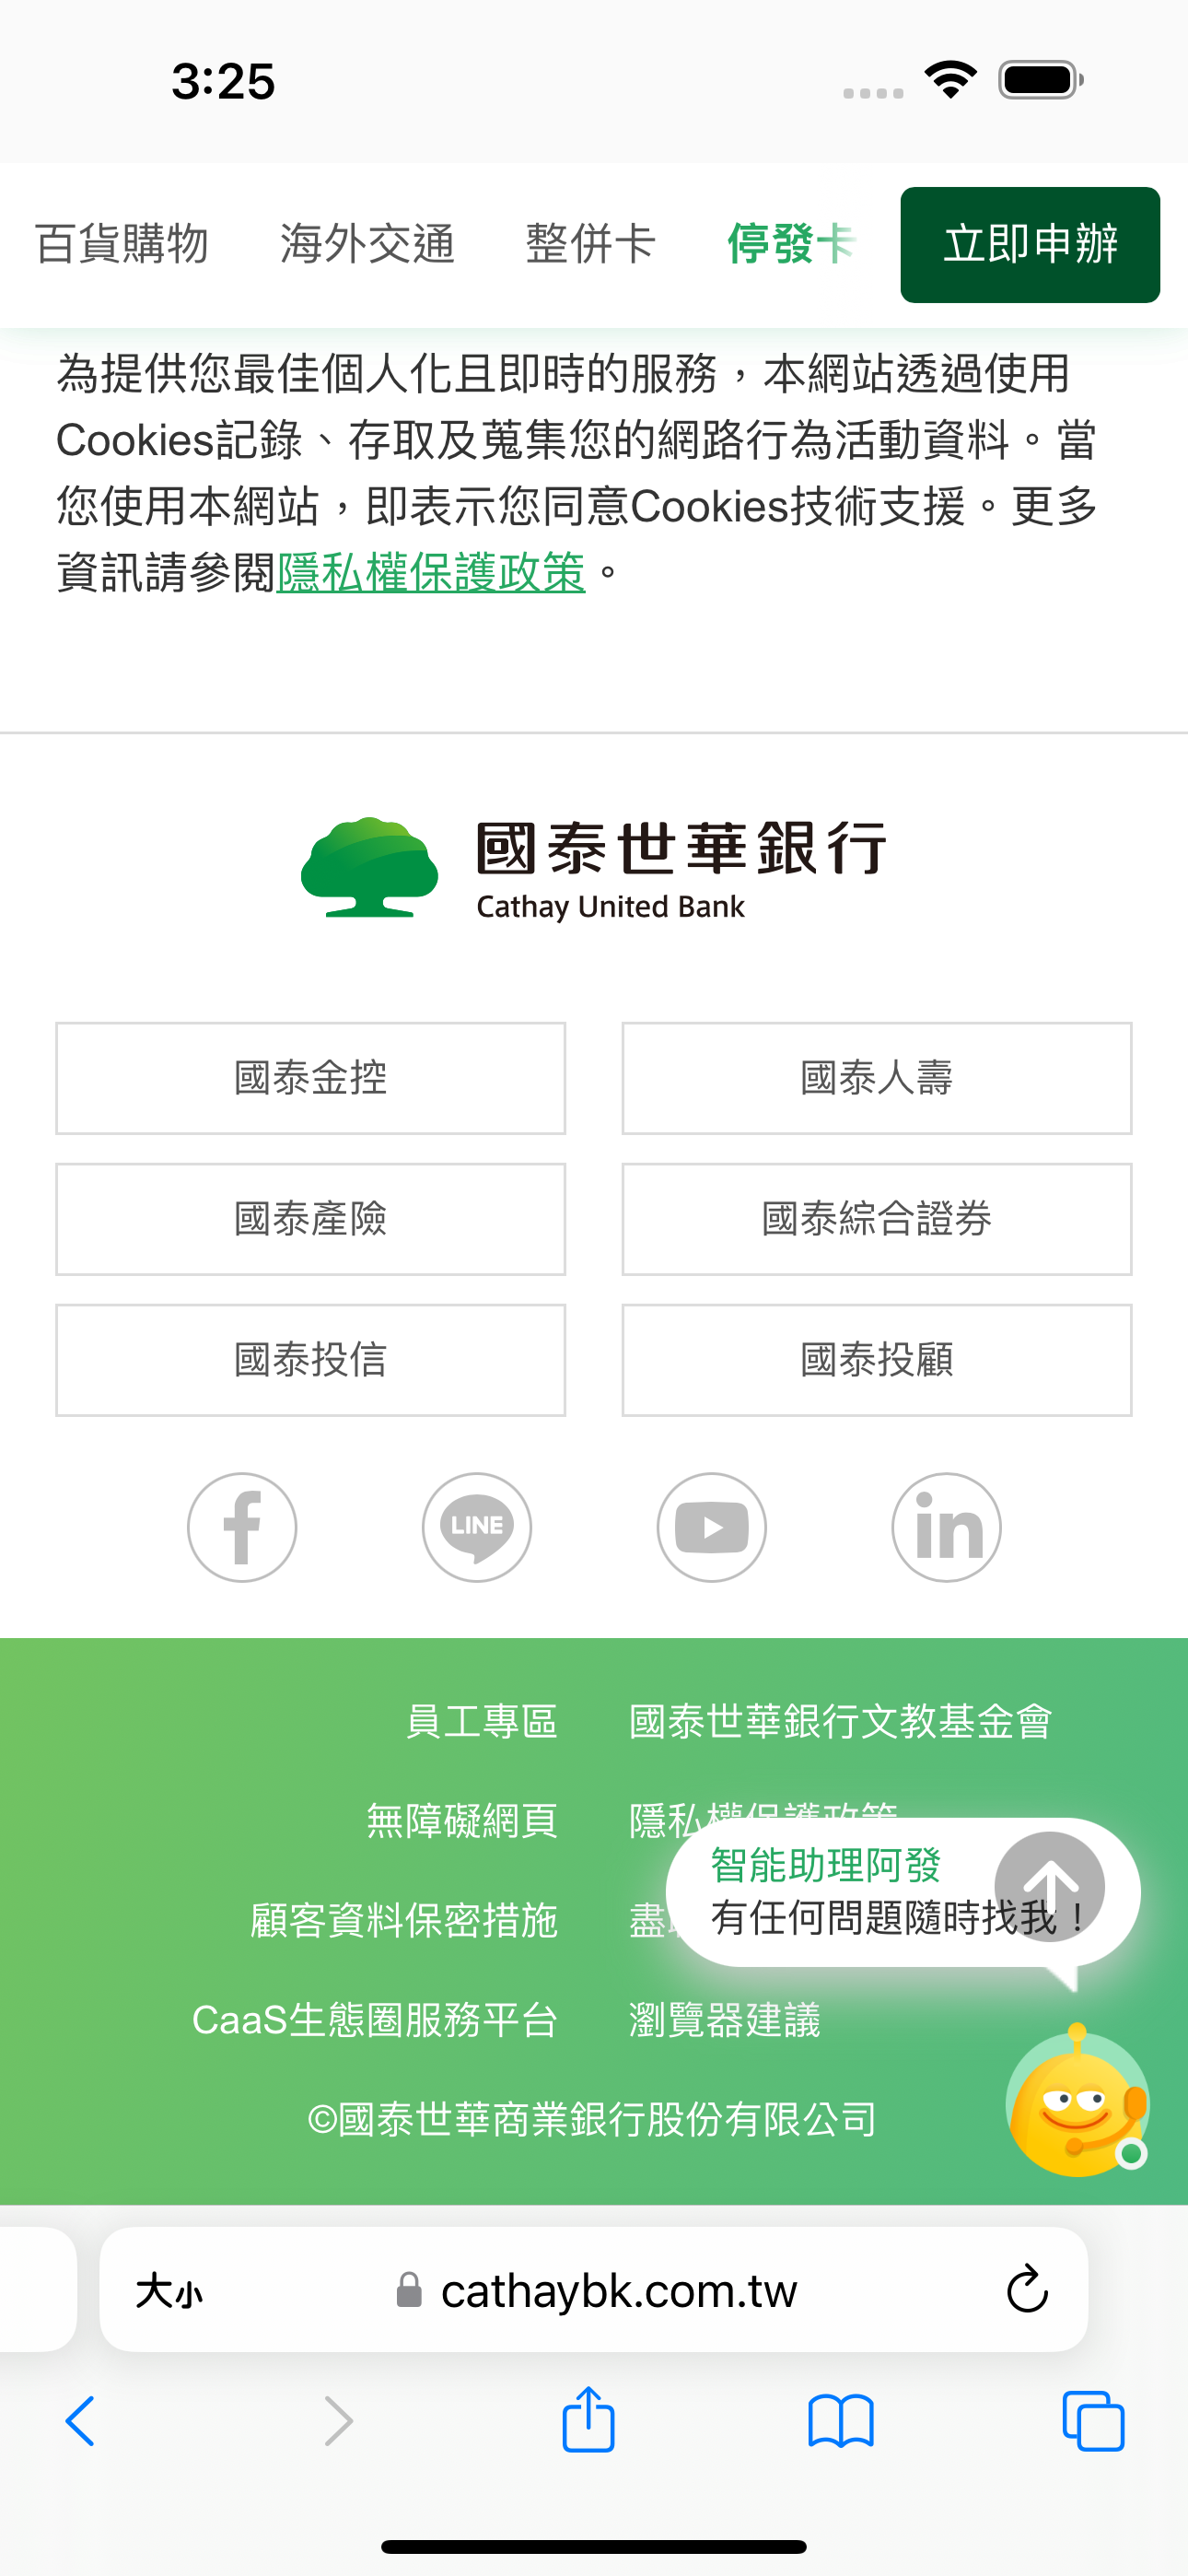 3:25
百貨購物 海外交通 整併卡 停發卡 立即申辦
為提供您最佳個人化且即時的服務，本網站透過使用
Cookies記錄、存取及蒐集您的網路行為活動資料。當
您使用本網站，即表示您同意Cookies技術支援。更多
資訊請參閱隱私權保護政策。
國泰世華銀行
Cathay United Bank
國泰金控 國泰人壽
國泰產險 國泰綜合證券
國泰投信 國泰投顧
LINE
in
員工專區 國泰世華銀行文教基金會
無障礙網頁 隱私權保護政策
智能助理阿發
有任何問題隨時找我！
顧客資料保密措施 盡
CaaS生態圈服務平台 瀏覽器建議
©國泰世華商業銀行股份有限公司
大小 cathaybk.com.tw